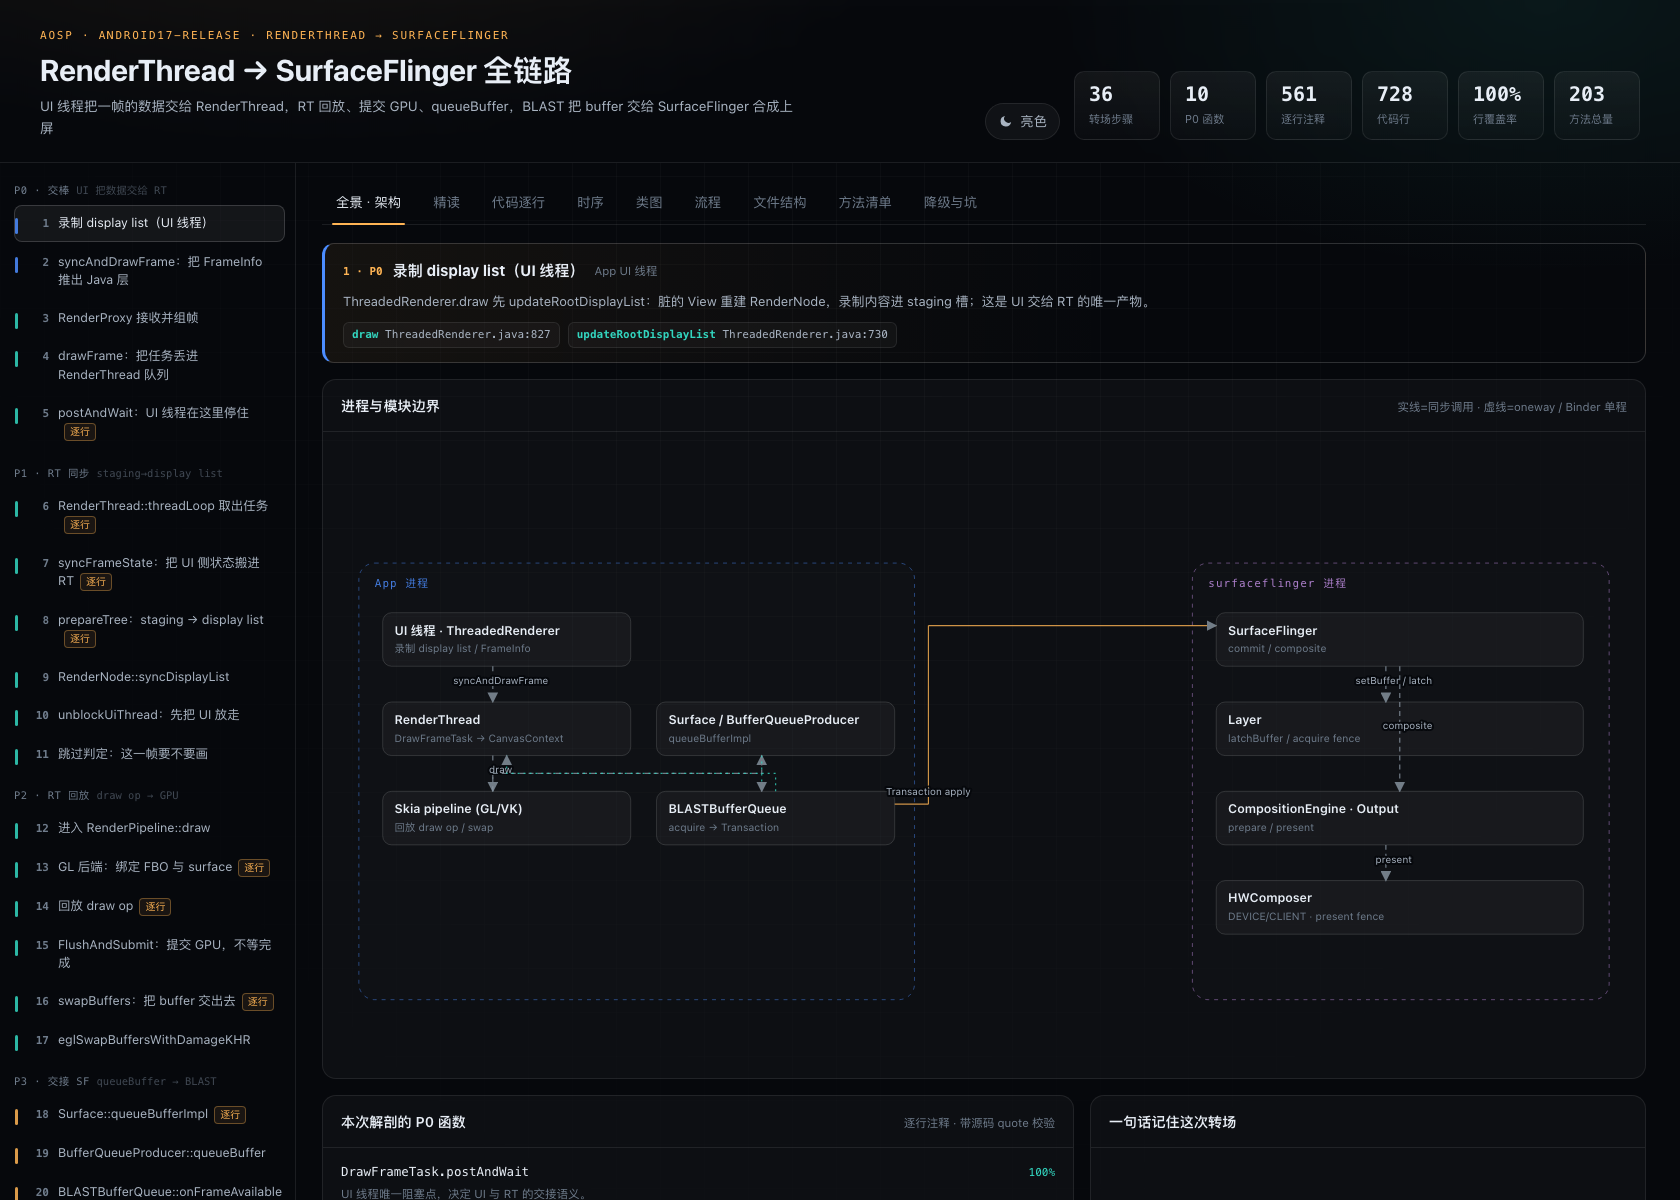 AOSP · ANDROID17-RELEASE · RENDERTHREAD → SURFACEFLINGER
RenderThread → SurfaceFlinger 全链路
UI 线程把一帧的数据交给 RenderThread，RT 回放、提交 GPU、queueBuffer，BLAST 把 buffer 交给 SurfaceFlinger 合成上
屏
亮色
36
转场步骤
10
P0 函数
561
逐行注释
728
代码行
100%
行覆盖率
203
方法总量
P0 · 交棒 UI 把数据交给 RT
1 录制 display list（UI 线程）
2 syncAndDrawFrame：把 FrameInfo
推出 Java 层
3 RenderProxy 接收并组帧
4 drawFrame：把任务丢进
RenderThread 队列
5 postAndWait：UI 线程在这里停住
逐行
P1 · RT 同步 staging→display list
6 RenderThread::threadLoop 取出任务
逐行
7 syncFrameState：把 UI 侧状态搬进
RT 逐行
8 prepareTree：staging → display list
逐行
9 RenderNode::syncDisplayList
10 unblockUiThread：先把 UI 放走
11 跳过判定：这一帧要不要画
P2 · RT 回放 draw op → GPU
12 进入 RenderPipeline::draw
13 GL 后端：绑定 FBO 与 surface 逐行
14 回放 draw op 逐行
15 FlushAndSubmit：提交 GPU，不等完
成
16 swapBuffers：把 buffer 交出去 逐行
17 eglSwapBuffersWithDamageKHR
P3 · 交接 SF queueBuffer → BLAST
18 Surface::queueBufferImpl 逐行
19 BufferQueueProducer::queueBuffer
20 BLASTBufferQueue::onFrameAvailable
全景 · 架构 精读 代码逐行 时序 类图 流程 文件结构 方法清单 降级与坑
1 · P0 录制 display list（UI 线程） App UI 线程
ThreadedRenderer.draw 先 updateRootDisplayList：脏的 View 重建 RenderNode，录制内容进 staging 槽；这是 UI 交给 RT 的唯一产物。
draw ThreadedRenderer.java:827 updateRootDisplayList ThreadedRenderer.java:730
进程与模块边界 实线=同步调用 · 虚线=oneway / Binder 单程
App 进程
UI 线程 · ThreadedRenderer
录制 display list / FrameInfo
syncAndDrawFrame
RenderThread
DrawFrameTask → CanvasContext
draw
Skia pipeline (GL/VK)
回放 draw op / swap
Surface / BufferQueueProducer
queueBufferImpl
BLASTBufferQueue
acquire → Transaction
Transaction apply
surfaceflinger 进程
SurfaceFlinger
commit / composite
setBuffer / latch
Layer
latchBuffer / acquire fence
composite
CompositionEngine · Output
prepare / present
present
HWComposer
DEVICE/CLIENT · present fence
本次解剖的 P0 函数 逐行注释 · 带源码 quote 校验
DrawFrameTask.postAndWait 100%
UI 线程唯一阻塞点，决定 UI 与 RT 的交接语义。
一句话记住这次转场